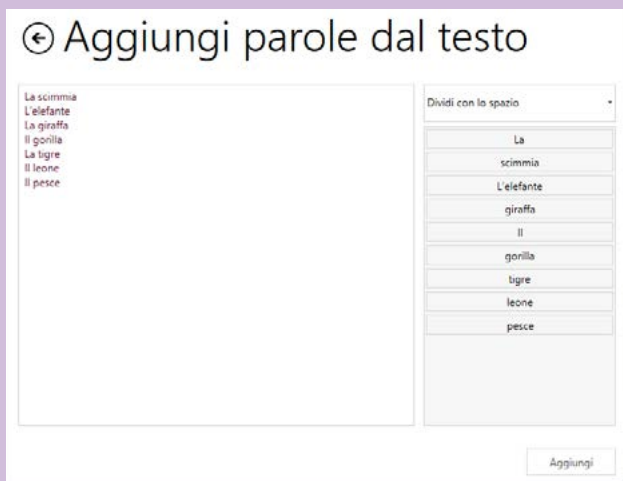 Aggiungi parole dal testo
La scimmia
L'elefante
La giraffa
Il gorilla
La tigre
Il leone
Il pesce
Dividi con lo spazio
La
scimmia
L'elefante
giraffa
Il
gorilla
tigre
leone
pesce
Aggiungi